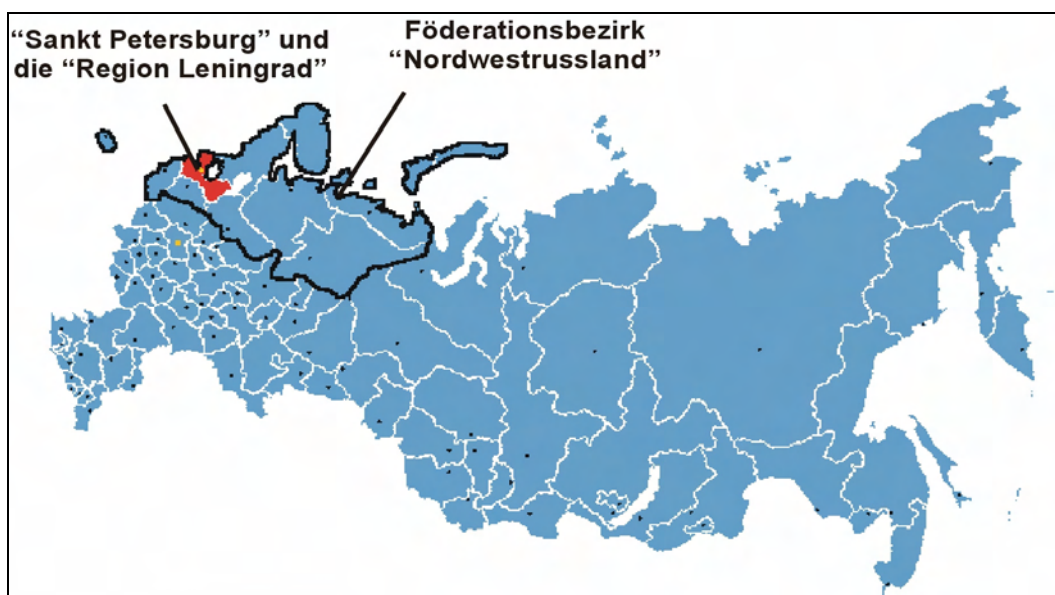 “Sankt Petersburg” und
die “Region Leningrad”
Föderationsbezirk
“Nordwestrussland”